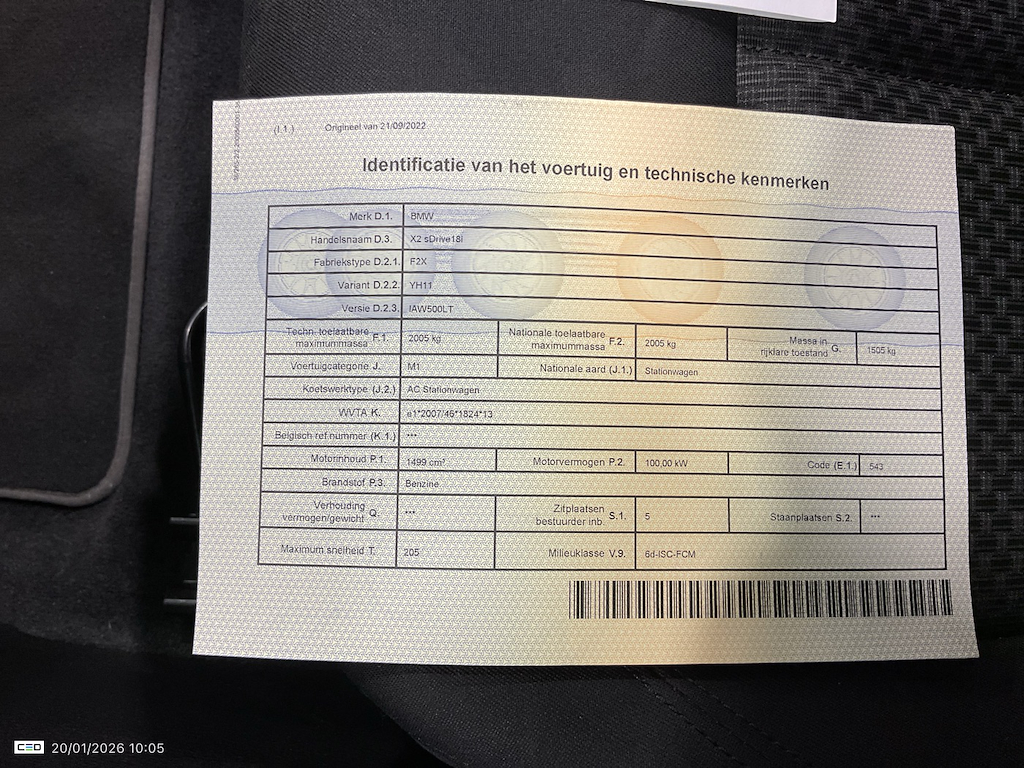 (I.1.) Origineel van 21/09/2022
Identificatie van het voertuig en technische kenmerken
Merk D.1. BMW
Handelsnaam D.3. X2 sDrive18i
Fabriekstype D.2.1. F2X
Variant D.2.2. YH11
Versie D.2.3. IAW500LT
Techn. toelaatbare maximummassa F.1. 2005 kg Nationale toelaatbare maximummassa F.2. 2005 kg Massa in rijklare toestand G. 1505 kg
Voertuigcategorie J. M1 Nationale aard (J.1.) Stationwagen
Koetswerktype (J.2.) AC Stationwagen
WVTA K. e1*2007/46*1824*13
Belgisch ref nummer (K.1.) ***
Motorinhoud P.1. 1499 cm³ Motorvermogen P.2. 100,00 kW Code (E.1.) 543
Brandstof P.3. Benzine
Verhouding vermogen/gewicht Q. *** Zitplaatsen bestuurder inb. S.1. 5 Staanplaatsen S.2. ***
Maximum snelheid T. 205 Milieuklasse V.9. 6d-ISC-FCM
CEO 20/01/2026 10:05